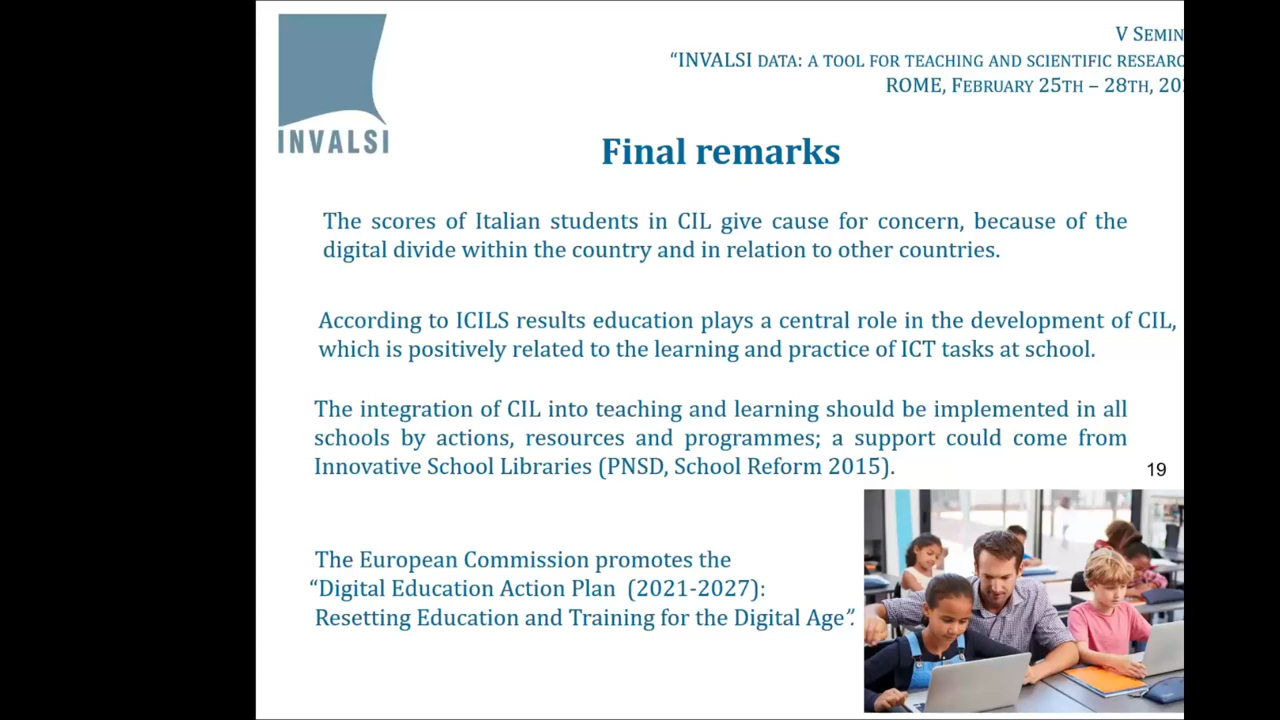 INVALSI
V SEMIN
“INVALSI DATA: A TOOL FOR TEACHING AND SCIENTIFIC RESEARC
ROME, FEBRUARY 25TH – 28TH, 20
Final remarks
The scores of Italian students in CIL give cause for concern, because of the
digital divide within the country and in relation to other countries.
According to ICILS results education plays a central role in the development of CIL,
which is positively related to the learning and practice of ICT tasks at school.
The integration of CIL into teaching and learning should be implemented in all
schools by actions, resources and programmes; a support could come from
Innovative School Libraries (PNSD, School Reform 2015).
19
The European Commission promotes the
“Digital Education Action Plan (2021-2027):
Resetting Education and Training for the Digital Age”.